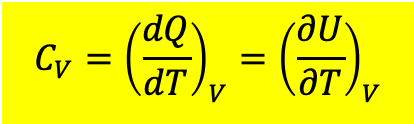 C_V = (dQ/dT)_V = (∂U/∂T)_V